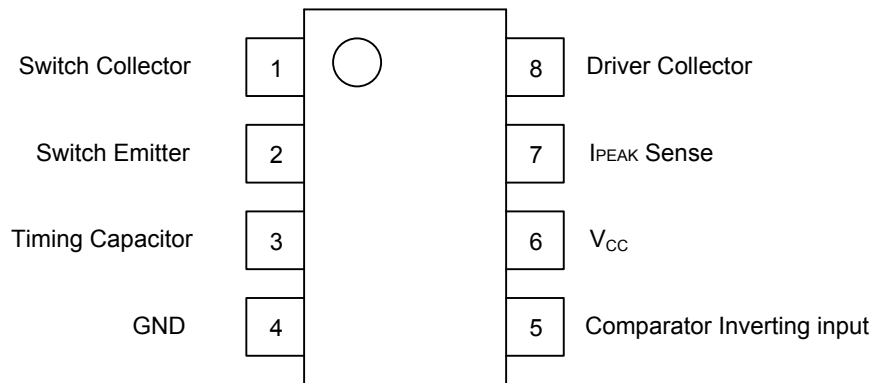 Switch Collector 1 8 Driver Collector
Switch Emitter 2 7 IPEAK Sense
Timing Capacitor 3 6 VCC
GND 4 5 Comparator Inverting input